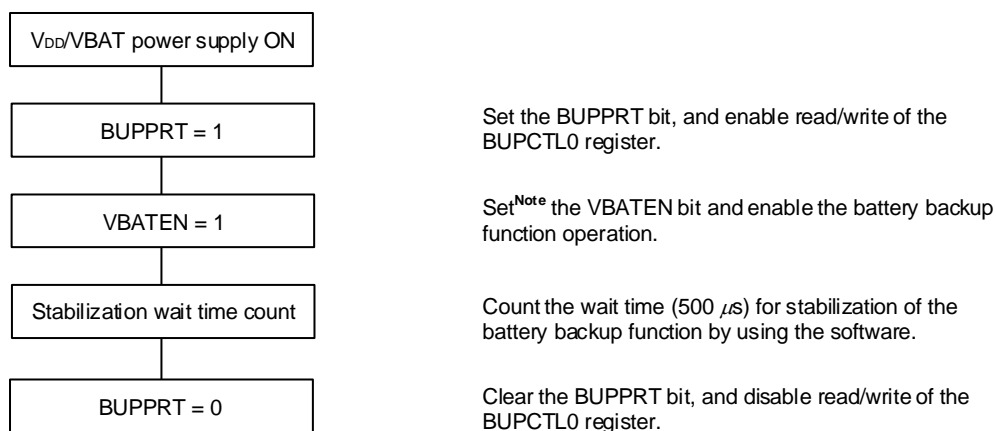 VDD/VBAT power supply ON
BUPPRT = 1
Set the BUPPRT bit, and enable read/write of the
BUPCTL0 register.
VBATEN = 1
SetNote the VBATEN bit and enable the battery backup
function operation.
Stabilization wait time count
Count the wait time (500 μs) for stabilization of the
battery backup function by using the software.
BUPPRT = 0
Clear the BUPPRT bit, and disable read/write of the
BUPCTL0 register.